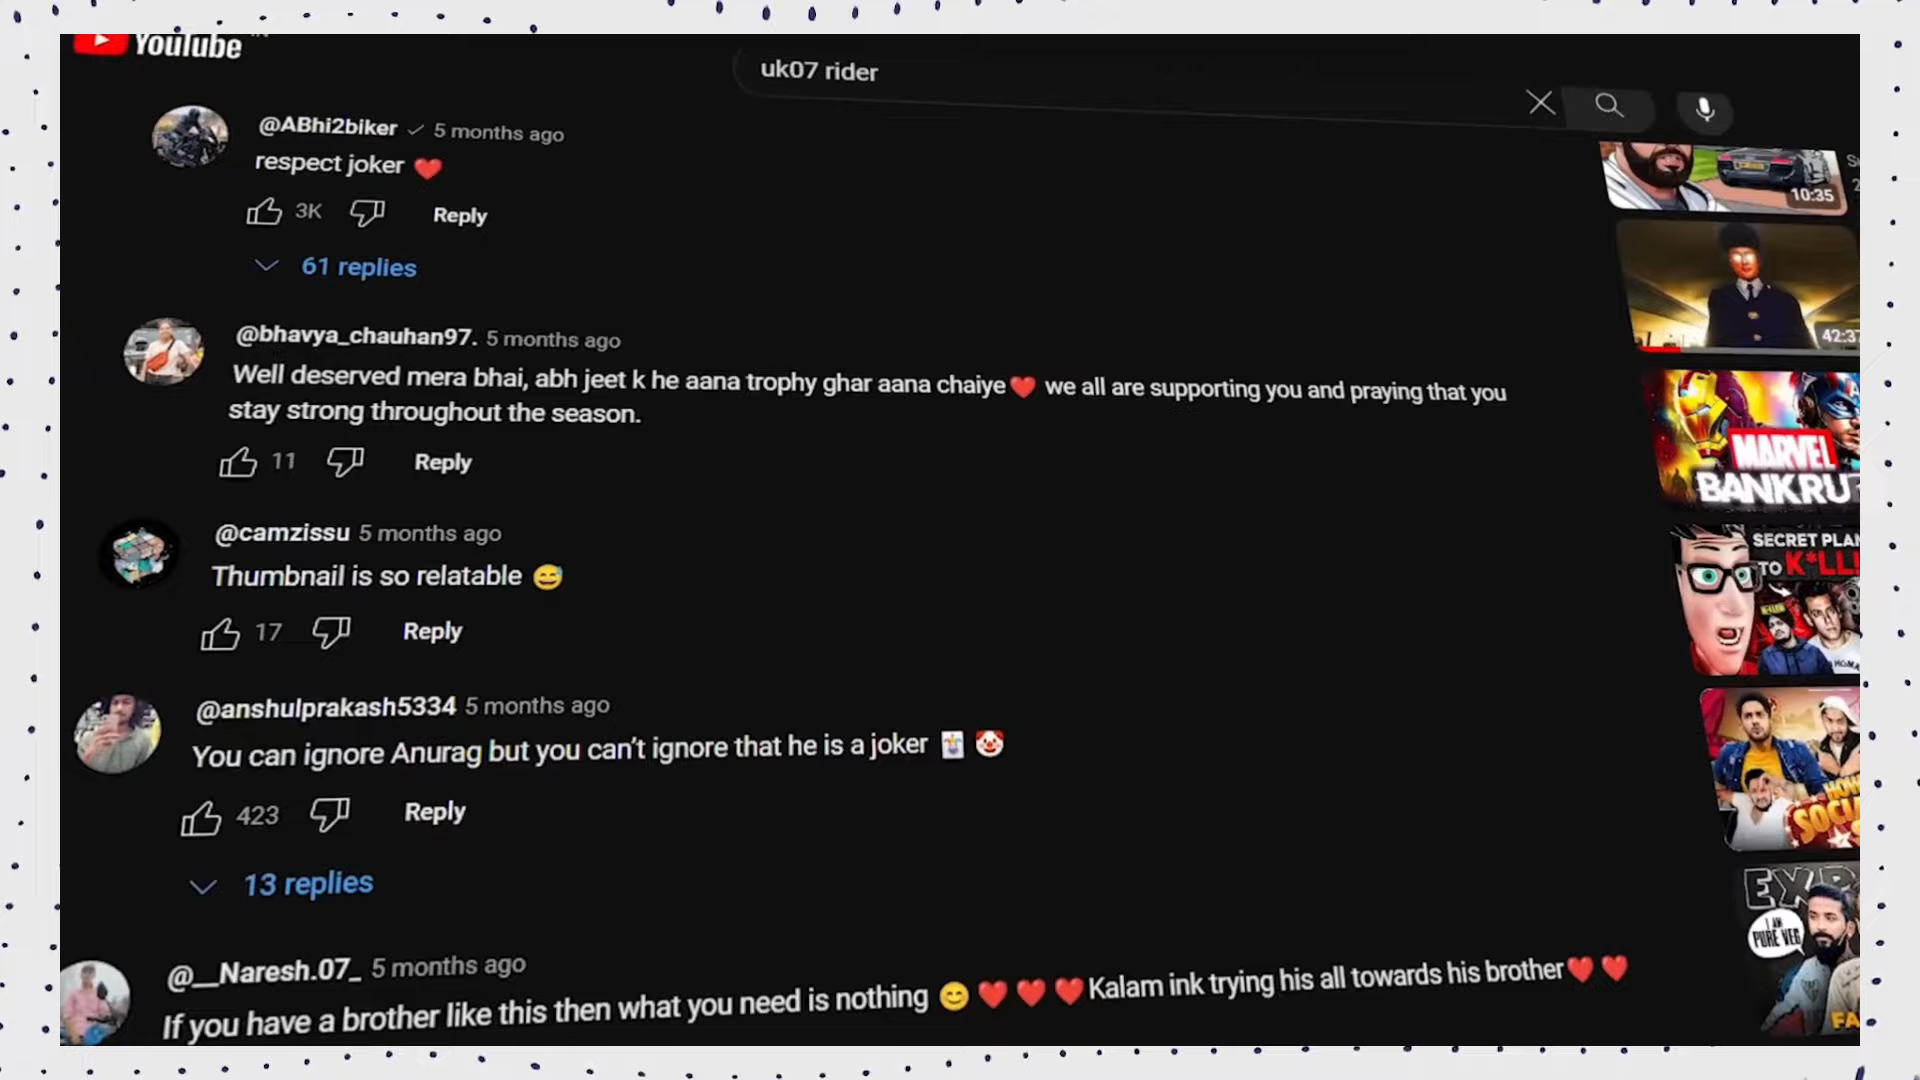 YouTube
uk07 rider
@ABhi2biker 5 months ago
respect joker ❤️
3K Reply
61 replies
@bhavya_chauhan97. 5 months ago
Well deserved mera bhai, abh jeet k he aana trophy ghar aana chaiye❤️ we all are supporting you and praying that you
stay strong throughout the season.
11 Reply
@camzissu 5 months ago
Thumbnail is so relatable 😅
17 Reply
@anshulprakash5334 5 months ago
You can ignore Anurag but you can't ignore that he is a joker 🃏 🤡
423 Reply
13 replies
@__Naresh.07_ 5 months ago
If you have a brother like this then what you need is nothing 😊 ❤️ ❤️ ❤️Kalam ink trying his all towards his brother❤️ ❤️
10:35
42:37
MARVEL
BANKRU
SECRET PLAN
TO K*LL!
SOCI
I AM
PURE VEG
FA